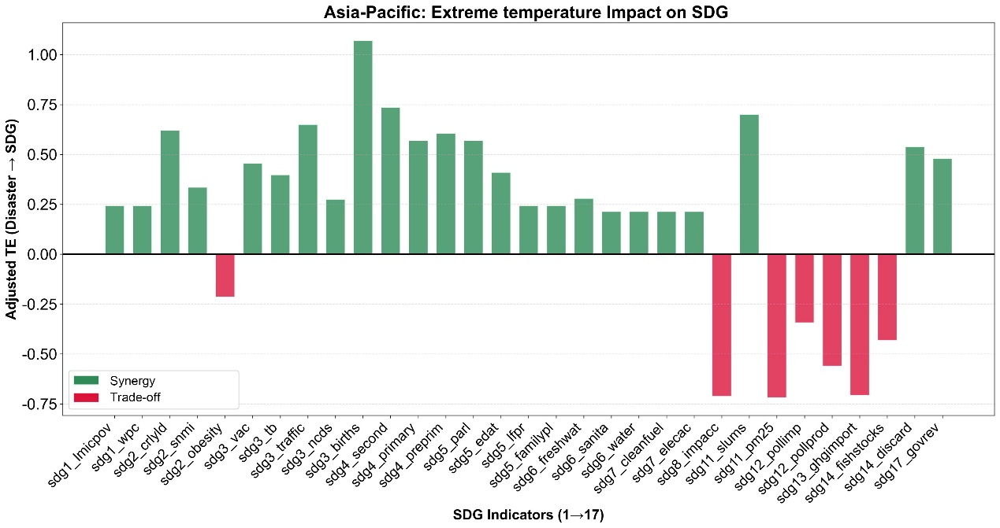 Asia-Pacific: Extreme temperature Impact on SDG
Adjusted TE (Disaster → SDG)
1.00
0.75
0.50
0.25
0.00
-0.25
-0.50
-0.75
Synergy
Trade-off
sdg1_lmicpov
sdg1_wpc
sdg2_crlyld
sdg2_snmi
sdg2_obesity
sdg3_vac
sdg3_tb
sdg3_traffic
sdg3_ncds
sdg3_births
sdg4_second
sdg4_primary
sdg4_preprim
sdg5_parl
sdg5_edat
sdg5_lfpr
sdg5_familypl
sdg6_freshwat
sdg6_sanita
sdg6_water
sdg7_cleanfuel
sdg7_elecac
sdg8_impacc
sdg11_slums
sdg11_pm25
sdg12_pollimp
sdg12_pollprod
sdg13_ghgimport
sdg14_fishstocks
sdg14_discard
sdg17_govrev
SDG Indicators (1→17)